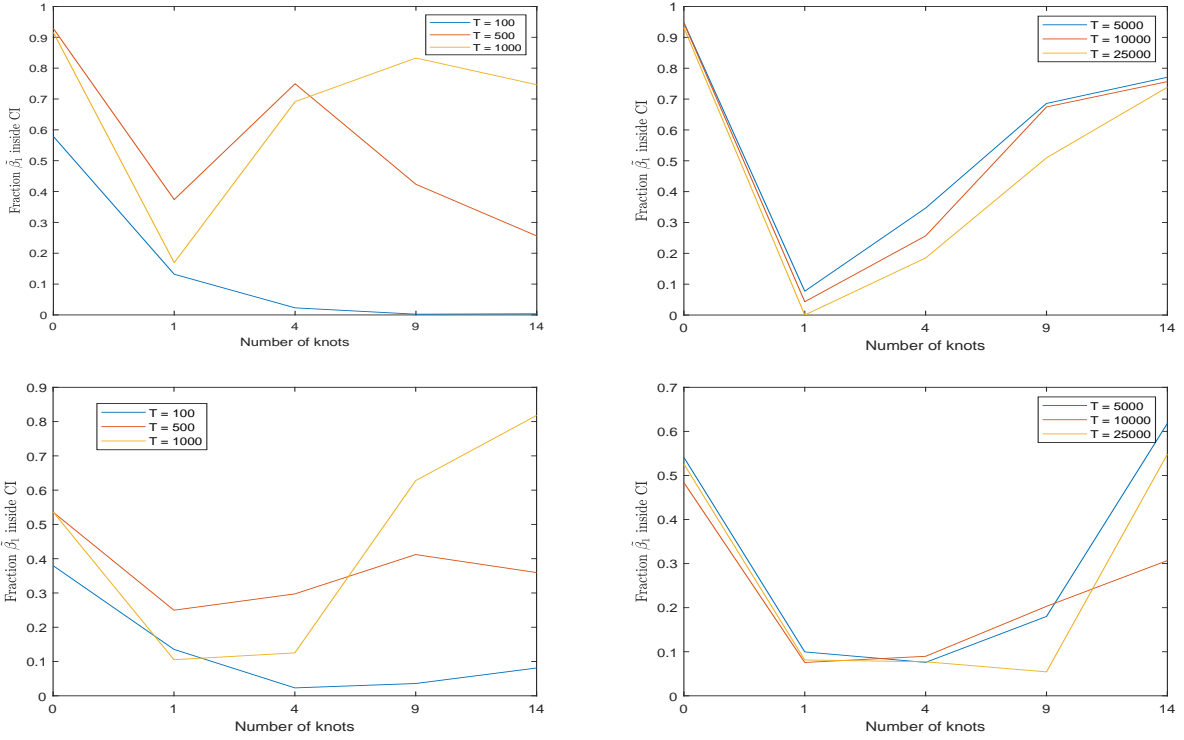 1
0.9
0.8
0.7
0.6
0.5
0.4
0.3
0.2
0.1
0
Fraction β̃₁ inside CI
T = 100
T = 500
T = 1000
0 1 4 9 14
Number of knots
1
0.9
0.8
0.7
0.6
0.5
0.4
0.3
0.2
0.1
0
Fraction β̃₁ inside CI
T = 5000
T = 10000
T = 25000
0 1 4 9 14
Number of knots
0.9
0.8
0.7
0.6
0.5
0.4
0.3
0.2
0.1
0
Fraction β̃₁ inside CI
T = 100
T = 500
T = 1000
0 1 4 9 14
Number of knots
0.7
0.6
0.5
0.4
0.3
0.2
0.1
0
Fraction β̃₁ inside CI
T = 5000
T = 10000
T = 25000
0 1 4 9 14
Number of knots